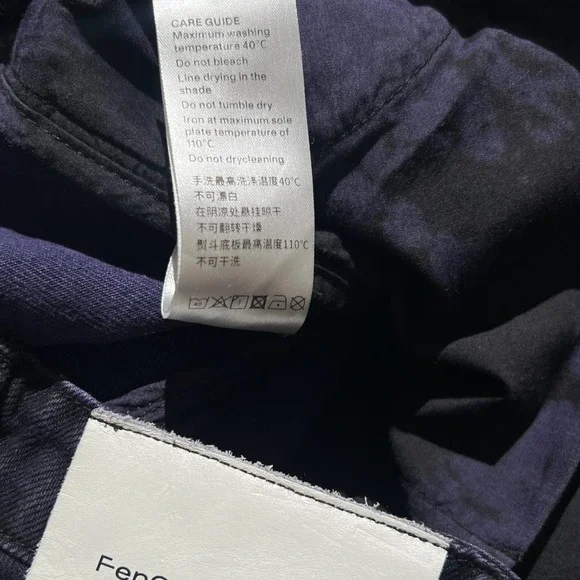 CARE GUIDE
Maximum washing
temperature 40°C
Do not bleach
Line drying in the
shade
Do not tumble dry
Iron at maximum sole
plate temperature of
110°C
Do not drycleaning
手洗最高洗涤温度40°C
不可漂白
在阴凉处悬挂晾干
不可翻转干燥
熨斗底板最高温度110°C
不可干洗
40